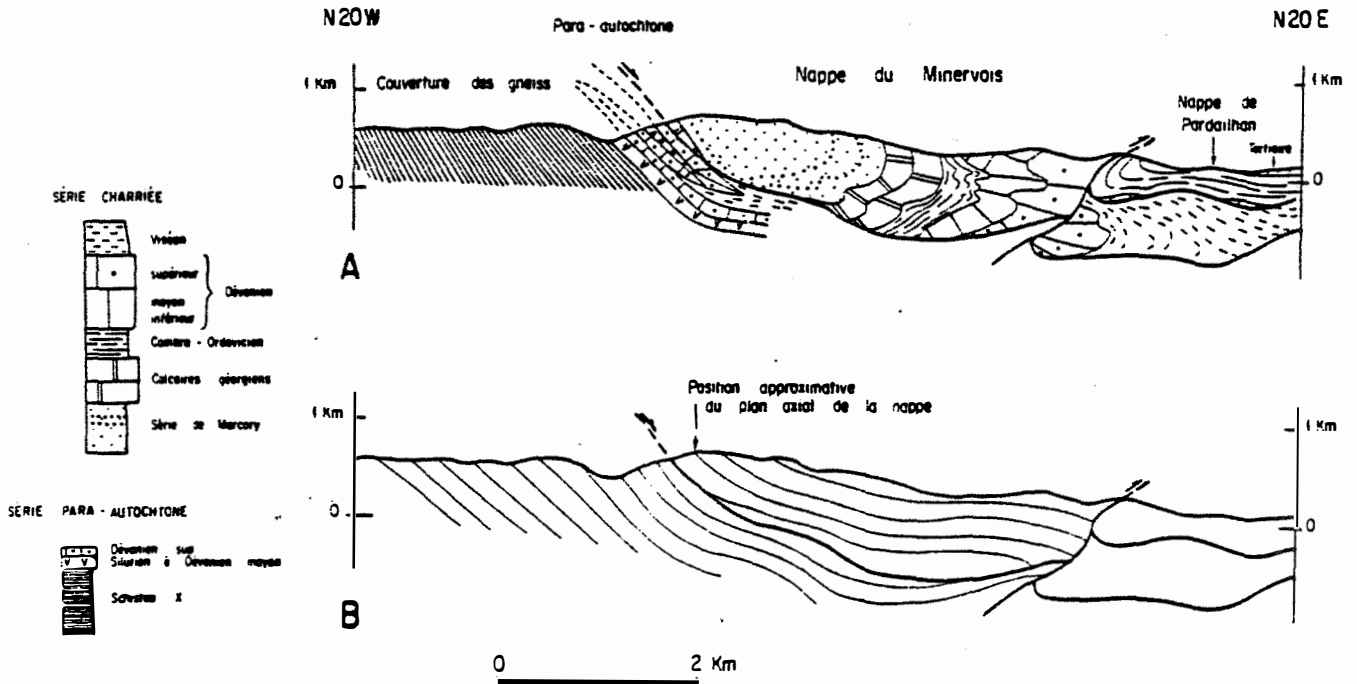 N20W
N20E
Para - autochtone
1 Km
Couverture des gneiss
Nappe du Minervois
1 Km
Nappe de
Pardailhan
Tertiaire
0
0
A
SÉRIE CHARRIÉE
Viséen
supérieur
moyen
inférieur
Dévonien
Cambro - Ordovicien
Calcaires géorgiens
Série de Marcory
Position approximative
du plan axial de la nappe
1 Km
1 Km
0
0
B
SÉRIE PARA - AUTOCHTONE
Dévonien sup
Silurien à Dévonien moyen
Schistes X
0
2 Km